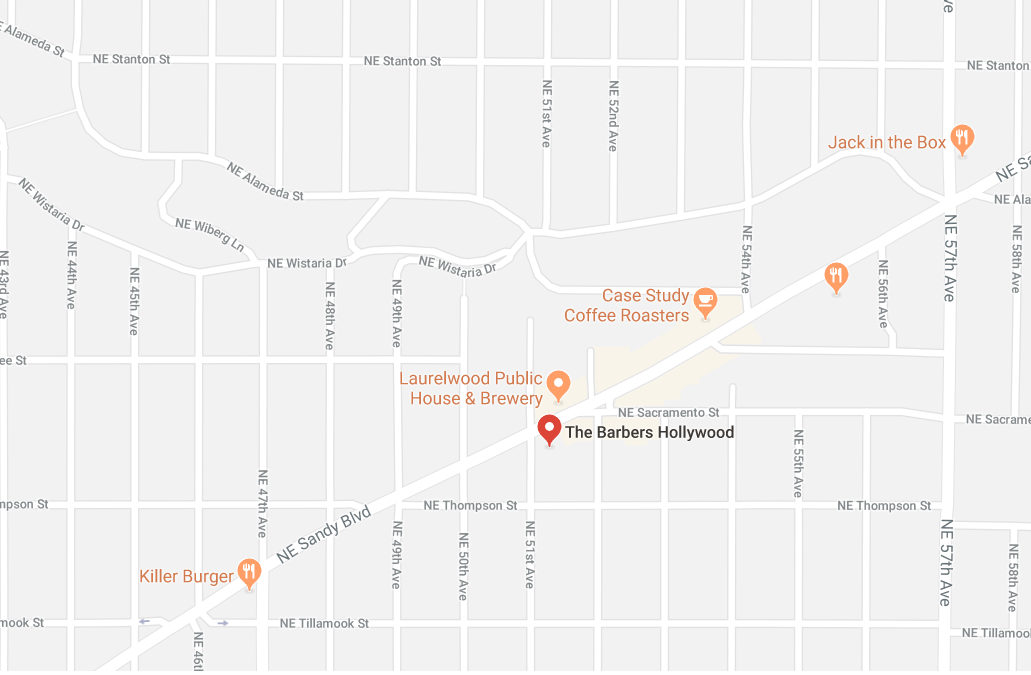 ve
NE Alameda St
NE Stanton St
NE Stanton St
NE Stanton
NE 51st Ave
NE 52nd Ave
Jack in the Box
NE Sa
NE Alameda St
NE Ala
NE Wistaria Dr
NE Wiberg Ln
NE Wistaria Dr
NE Wistaria Dr
NE 43rd Ave
NE 44th Ave
NE 45th Ave
NE 48th Ave
NE 49th Ave
NE 54th Ave
NE 56th Ave
NE 57th Ave
NE 58th Ave
Case Study
Coffee Roasters
ee St
Laurelwood Public
House & Brewery
NE Sacramento St
NE Sacrame
The Barbers Hollywood
NE 55th Ave
NE 47th Ave
mpson St
NE Thompson St
NE Thompson St
NE Sandy Blvd
NE 49th Ave
NE 50th Ave
NE 51st Ave
NE 57th Ave
NE 58th Ave
Killer Burger
mook St
NE Tillamook St
NE Tillamoo
NE 46tl